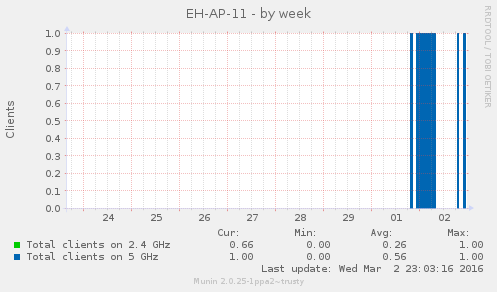 EH-AP-11 - by week
RRDTOOL / TOBI OETIKER
Clients
1.0
0.9
0.8
0.7
0.6
0.5
0.4
0.3
0.2
0.1
0.0
24 25 26 27 28 29 01 02
Cur: Min: Avg: Max:
Total clients on 2.4 GHz 0.66 0.00 0.26 1.00
Total clients on 5 GHz 1.00 0.00 0.56 1.00
Last update: Wed Mar 2 23:03:16 2016
Munin 2.0.25-1ppa2~trusty